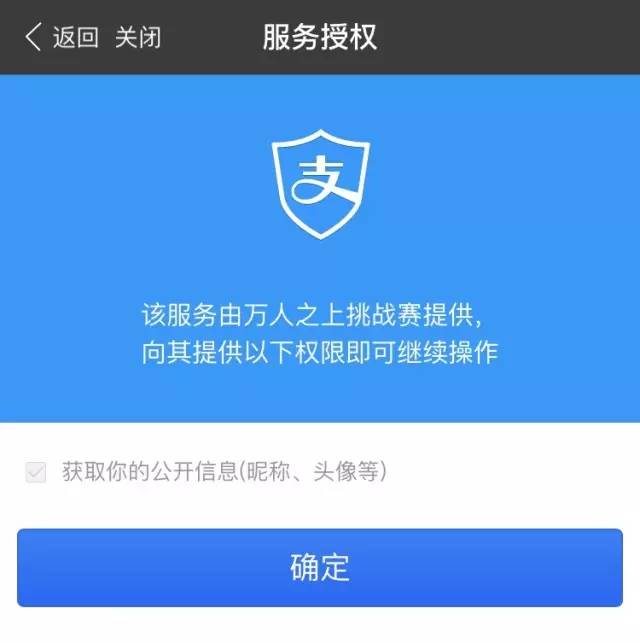 返回 关闭 服务授权
支
该服务由万人之上挑战赛提供，
向其提供以下权限即可继续操作
获取你的公开信息(昵称、头像等)
确定